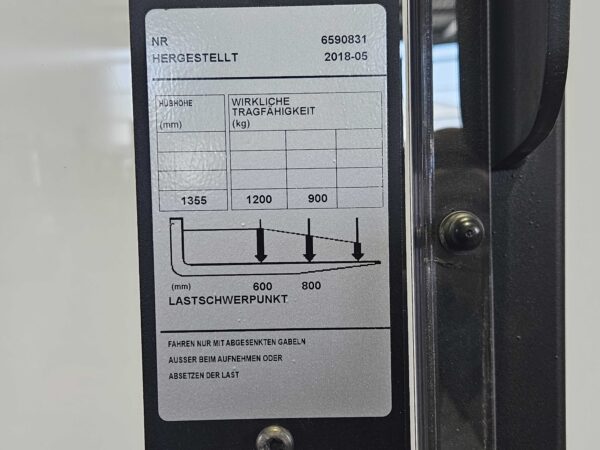 NR 6590831
HERGESTELLT 2018-05
HUBHÖHE (mm)
WIRKLICHE
TRAGFÄHIGKEIT
(kg)
1355 1200 900
(mm) 600 800
LASTSCHWERPUNKT
FAHREN NUR MIT ABGESENKTEN GABELN
AUSSER BEIM AUFNEHMEN ODER
ABSETZEN DER LAST